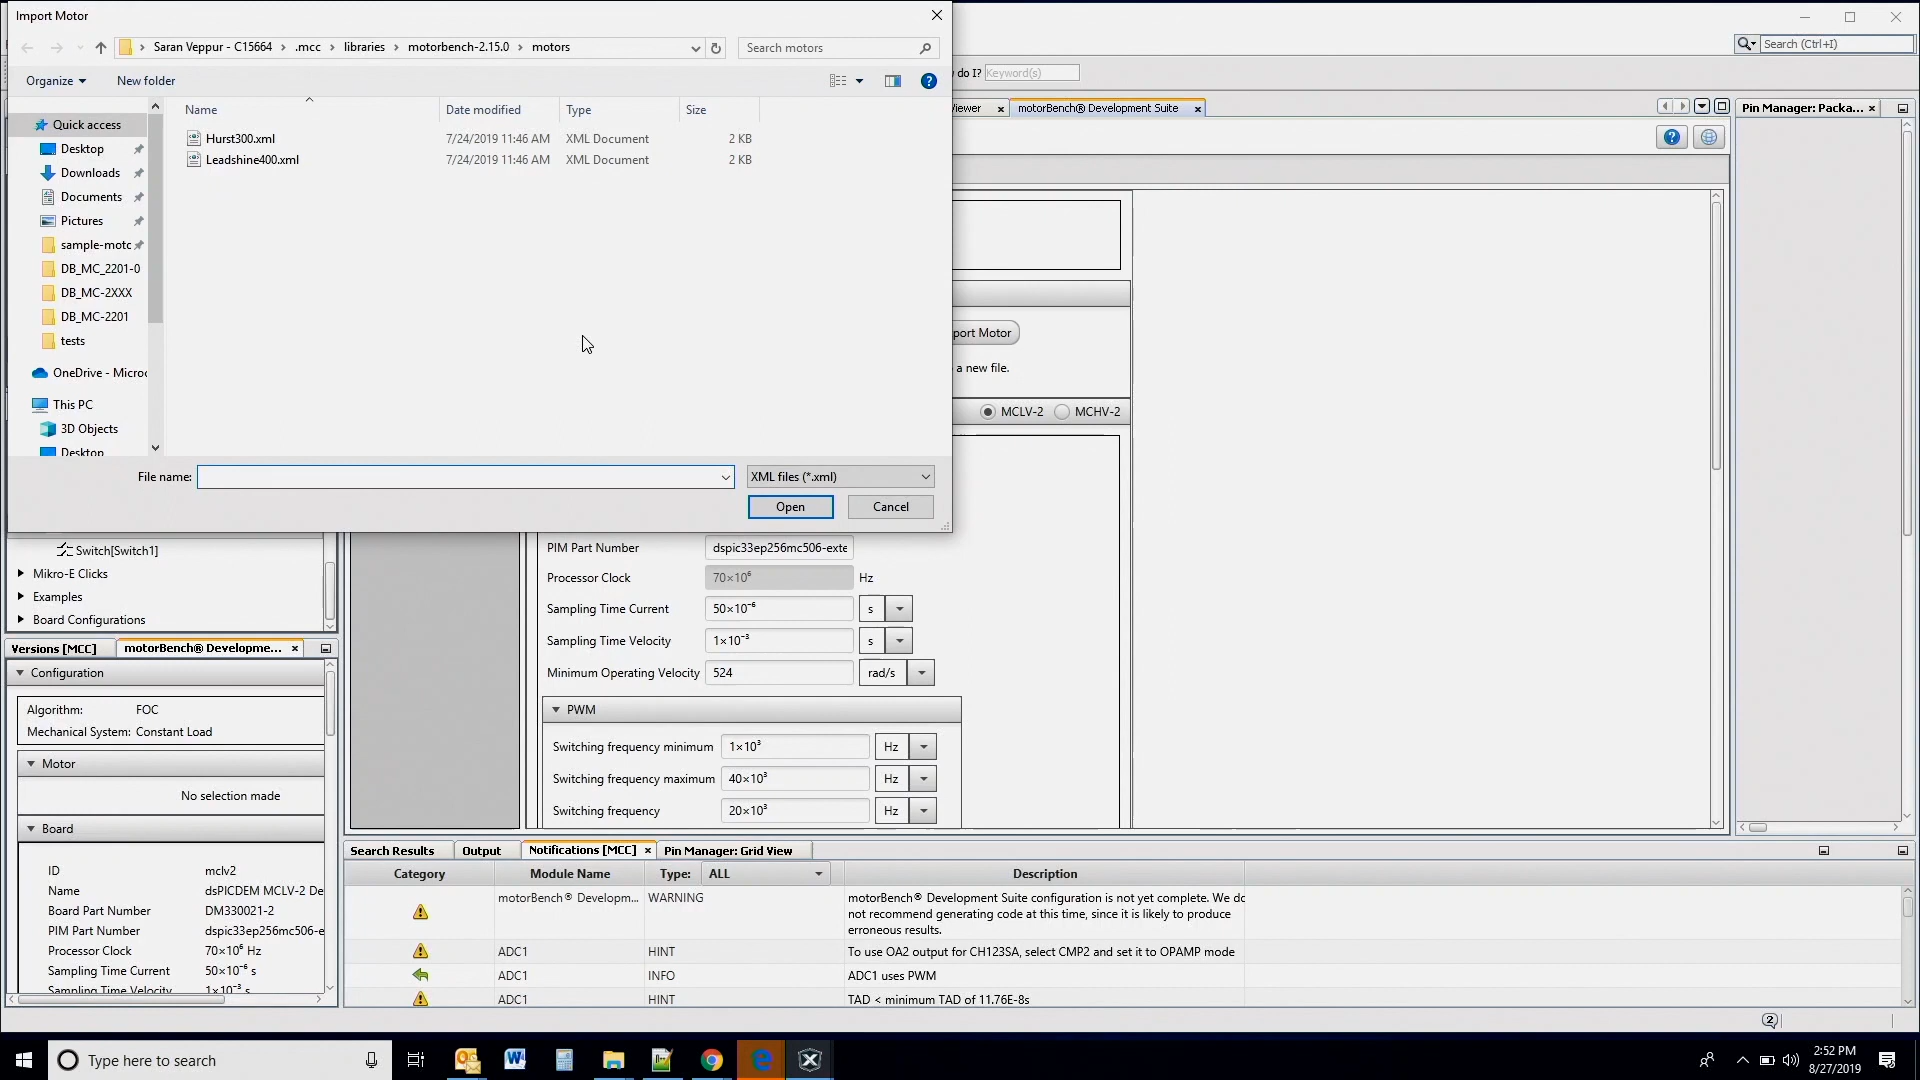 Import Motor
Saran Veppur - C15664 › .mcc › libraries › motorbench-2.15.0 › motors
Search motors
Organize
New folder
Name
Date modified
Type
Size
Hurst300.xml
7/24/2019 11:46 AM
XML Document
2 KB
Leadshine400.xml
7/24/2019 11:46 AM
XML Document
2 KB
Quick access
Desktop
Downloads
Documents
Pictures
sample-motc
DB_MC_2201-0
DB_MC-2XXX
DB_MC-2201
tests
OneDrive - Micro
This PC
3D Objects
Desktop
File name:
XML files (*.xml)
Open
Cancel
Search (Ctrl+I)
do I?
Keyword(s)
iewer
motorBench® Development Suite
Pin Manager: Packa...
port Motor
a new file.
MCLV-2
MCHV-2
Switch[Switch1]
Mikro-E Clicks
Examples
Board Configurations
Versions [MCC]
motorBench® Developme...
Configuration
Algorithm: FOC
Mechanical System: Constant Load
Motor
No selection made
Board
ID mclv2
Name dsPICDEM MCLV-2 De
Board Part Number DM330021-2
PIM Part Number dspic33ep256mc506-e
Processor Clock 70×10⁶ Hz
Sampling Time Current 50×10⁻⁶ s
Sampling Time Velocity 1×10⁻³ s
PIM Part Number dspic33ep256mc506-exte
Processor Clock 70×10⁶ Hz
Sampling Time Current 50×10⁻⁶ s
Sampling Time Velocity 1×10⁻³ s
Minimum Operating Velocity 524 rad/s
PWM
Switching frequency minimum 1×10³ Hz
Switching frequency maximum 40×10³ Hz
Switching frequency 20×10³ Hz
Search Results
Output
Notifications [MCC]
Pin Manager: Grid View
Category
Module Name
Type: ALL
Description
motorBench® Developm... WARNING
motorBench® Development Suite configuration is not yet complete. We do
not recommend generating code at this time, since it is likely to produce
erroneous results.
ADC1 HINT To use OA2 output for CH123SA, select CMP2 and set it to OPAMP mode
ADC1 INFO ADC1 uses PWM
ADC1 HINT TAD < minimum TAD of 11.76E-8s
2
Type here to search
2:52 PM
8/27/2019